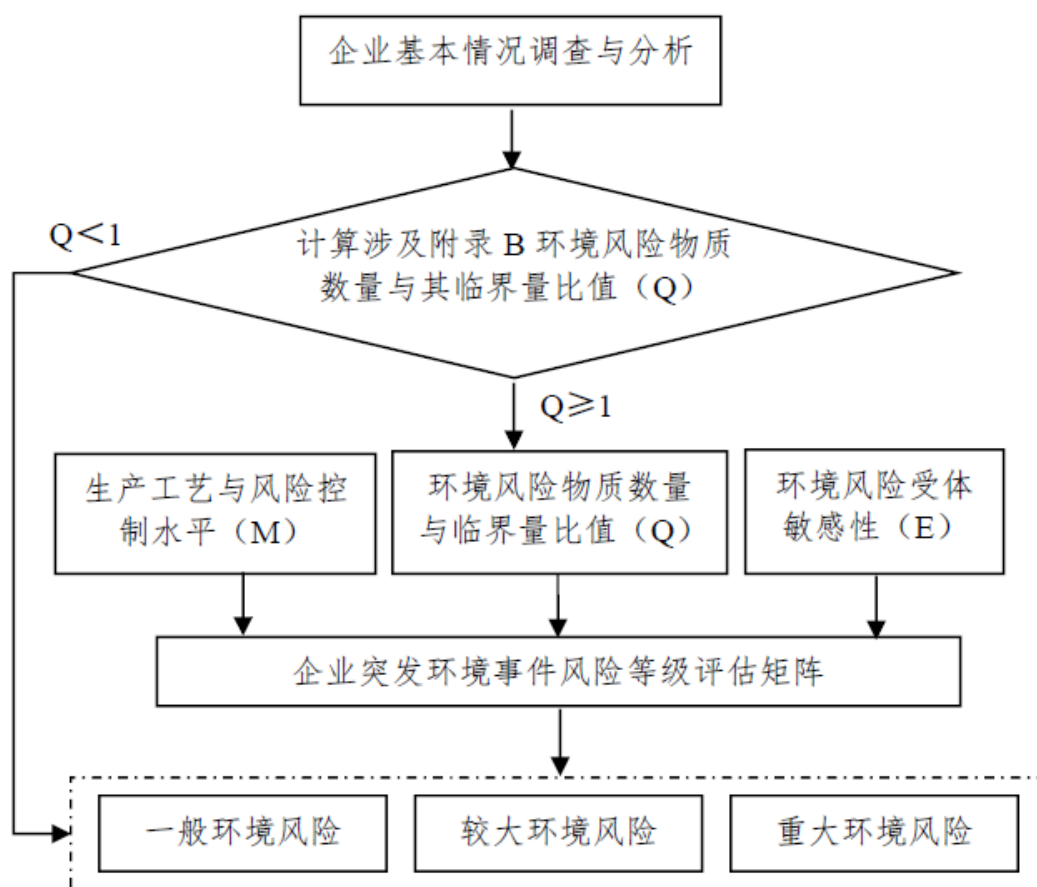 企业基本情况调查与分析
Q＜1
计算涉及附录 B 环境风险物质
数量与其临界量比值（Q）
Q≥1
生产工艺与风险控
制水平（M）
环境风险物质数量
与临界量比值（Q）
环境风险受体
敏感性（E）
企业突发环境事件风险等级评估矩阵
一般环境风险
较大环境风险
重大环境风险